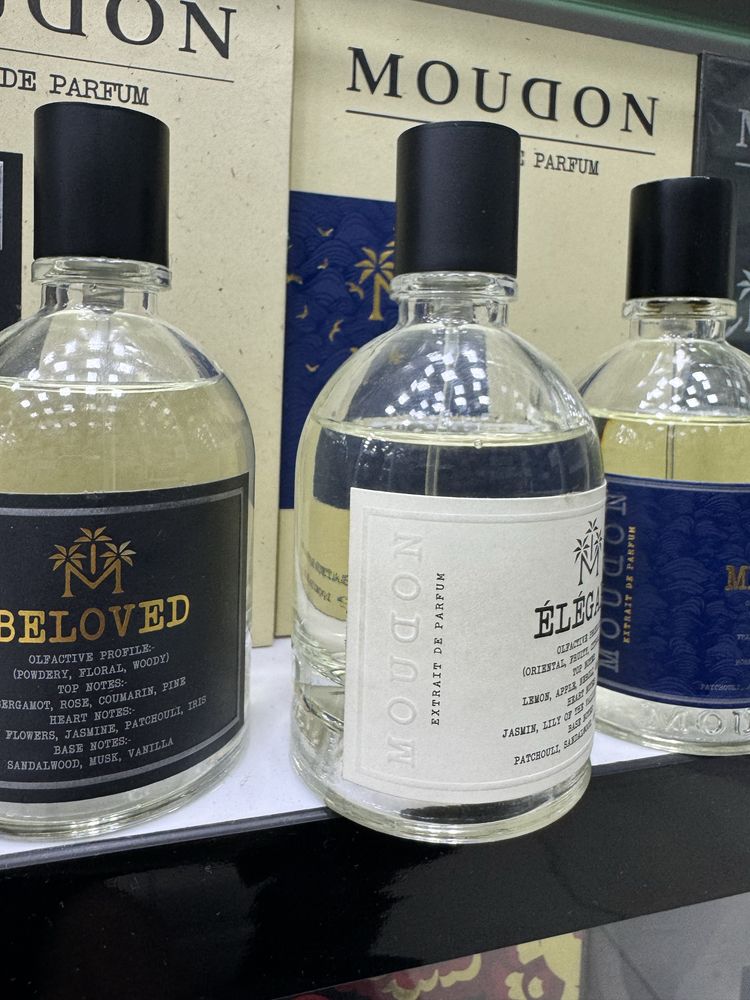 MOUDON
DE PARFUM
MOUDON
PARFUM
BELOVED
OLFACTIVE PROFILE:-
(POWDERY, FLORAL, WOODY)
TOP NOTES:-
BERGAMOT, ROSE, COUMARIN, PINE
HEART NOTES:-
FLOWERS, JASMINE, PATCHOULI, IRIS
BASE NOTES:-
SANDALWOOD, MUSK, VANILLA
MOUDON
EXTRAIT DE PARFUM
ÉLÉGA
OLFACTIVE
(ORIENTAL, FRUITY,
TOP NOTE
LEMON, APPLE,
HEART
JASMIN, LILY OF THE
BASE
PATCHOULI, SANDAL
MOUDON
EXTRAIT DE PARFUM
M
PATCHOULI,
MOU